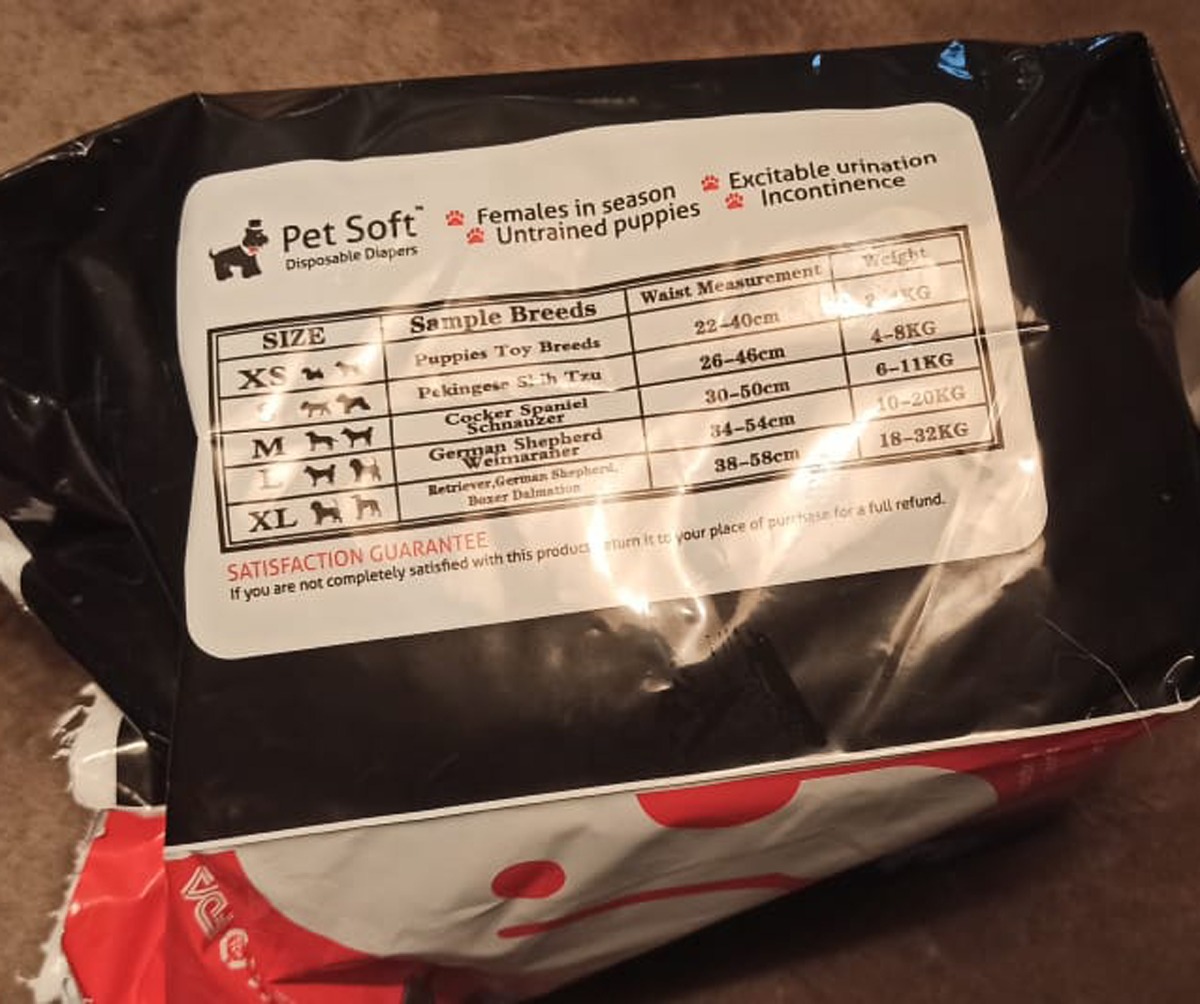 Pet Soft™
Disposable Diapers
Females in season
Untrained puppies
Excitable urination
Incontinence
SIZE Sample Breeds Waist Measurement Weight
XS Puppies Toy Breeds 22-40cm
Pekingese Tzu 26-46cm 4-8KG
M Cocker Spaniel Schnauzer 30-50cm 6-11KG
L German Shepherd Weimaraner 34-54cm 10-20KG
XL Retriever,German Shepherd, Boxer Dalmation 38-58cm 18-32KG
SATISFACTION GUARANTEE
If you are not completely satisfied with this product it to your place of purchase for a full refund.